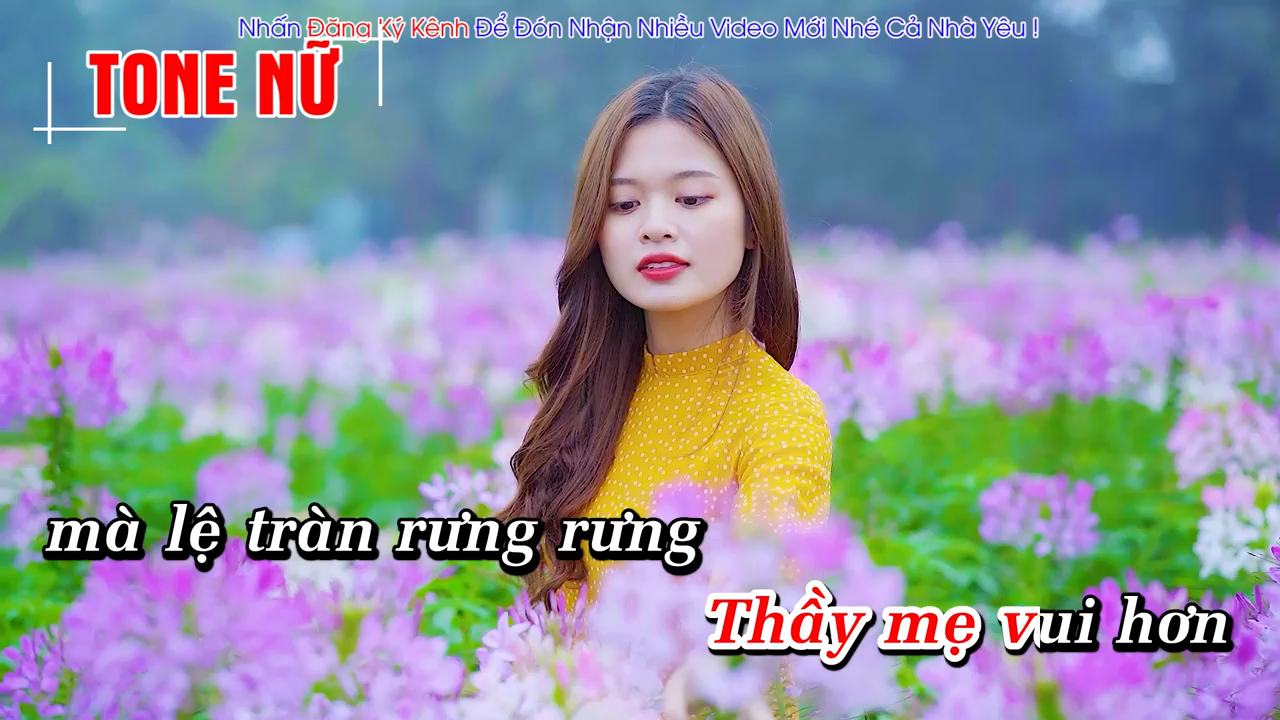 Nhấn Đăng Ký Kênh Để Đón Nhận Nhiều Video Mới Nhé Cả Nhà Yêu !
TONE NỮ
mà lệ tràn rưng rưng
Thầy mẹ vui hơn